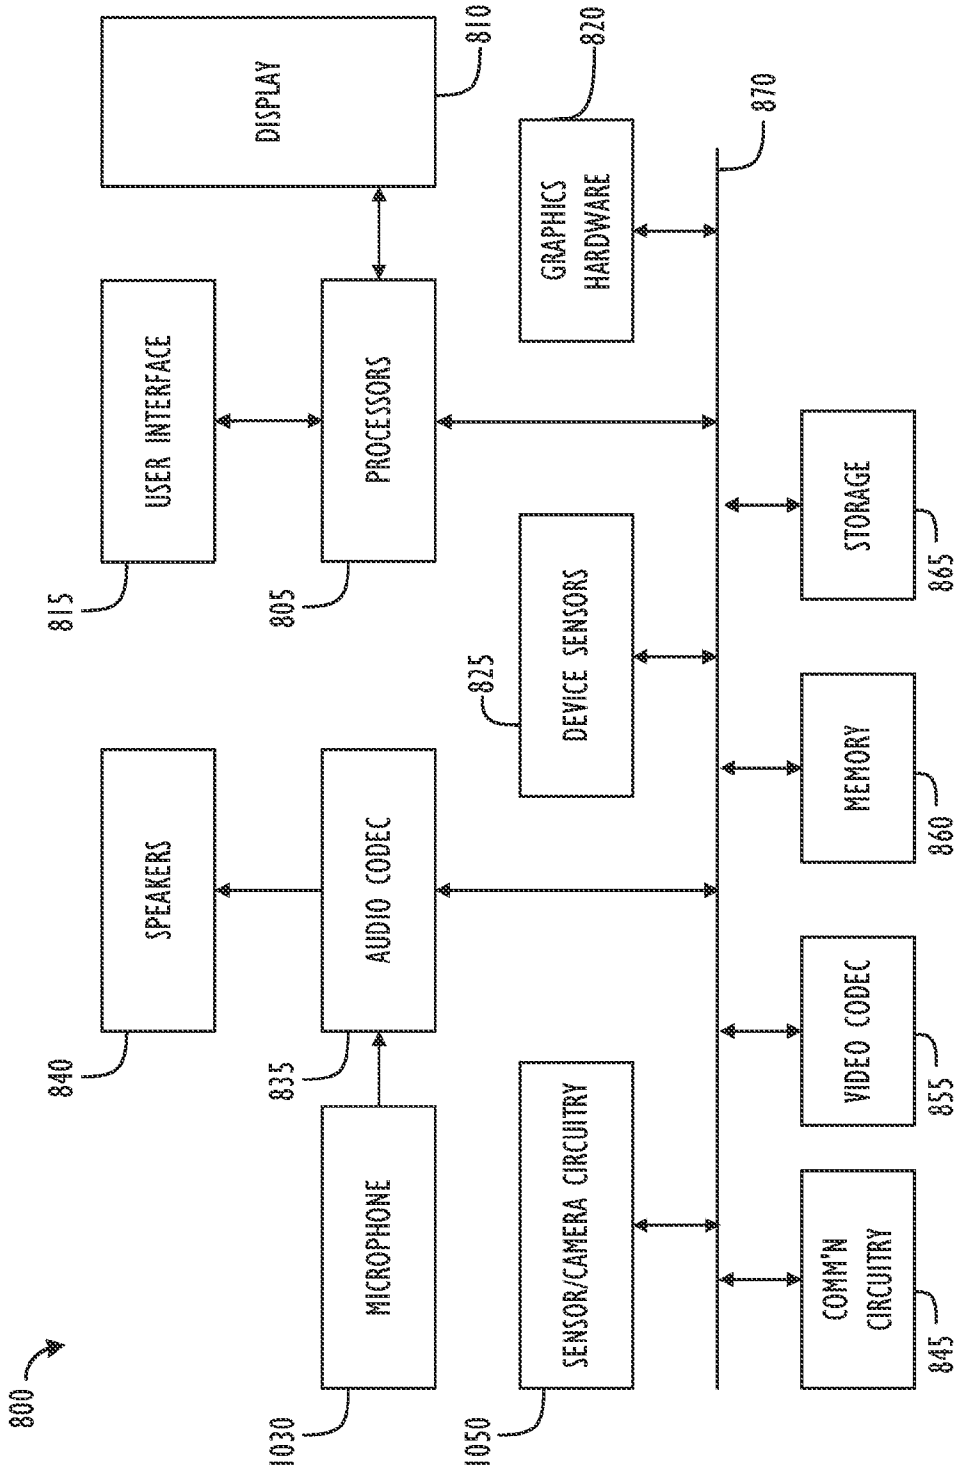 800
MICROPHONE
1030
SPEAKERS
840
AUDIO CODEC
835
USER INTERFACE
815
PROCESSORS
805
DISPLAY
810
SENSOR/CAMERA CIRCUITRY
1050
DEVICE SENSORS
825
GRAPHICS
HARDWARE
820
870
COMM'N
CIRCUITRY
845
VIDEO CODEC
855
MEMORY
860
STORAGE
865